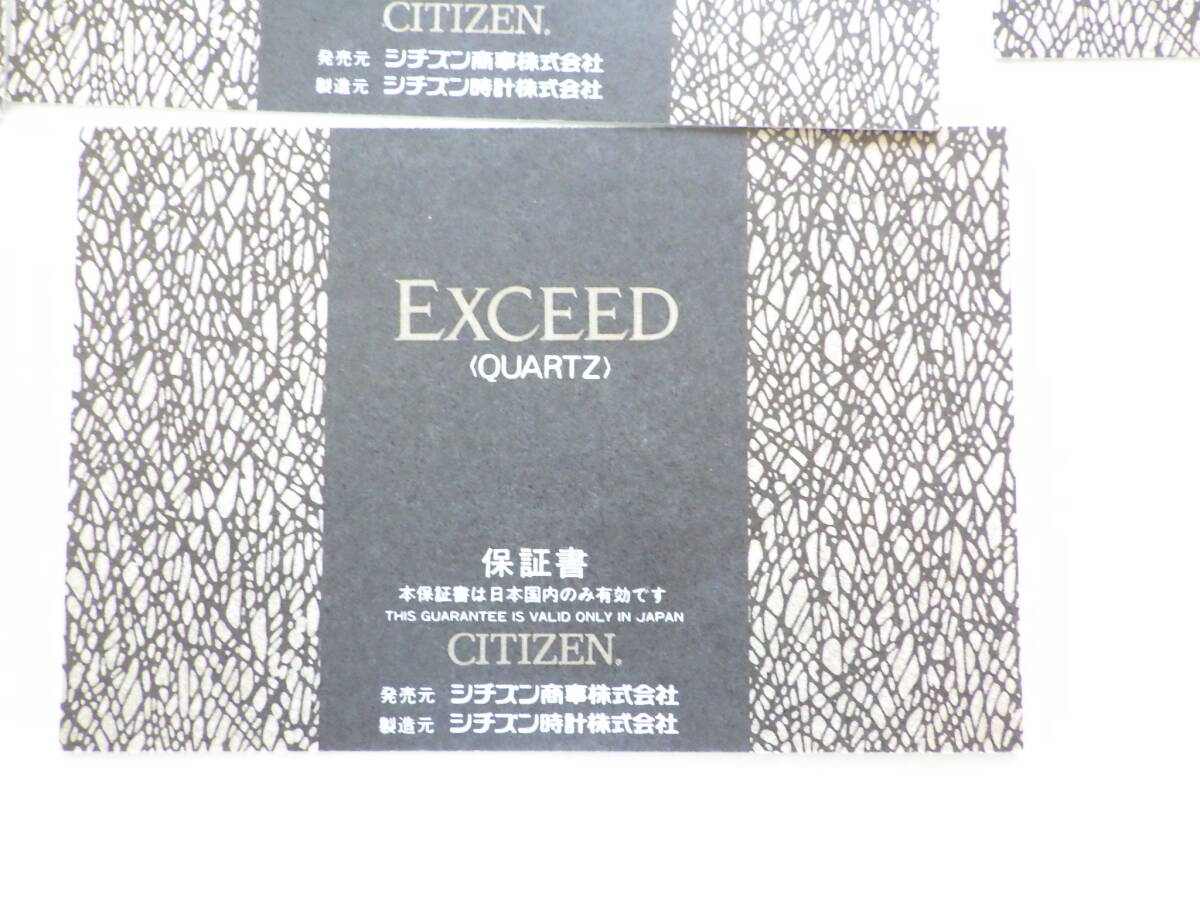 CITIZEN®
発売元 シチズン商事株式会社
製造元 シチズン時計株式会社
EXCEED
〈QUARTZ〉
保証書
本保証書は日本国内のみ有効です
THIS GUARANTEE IS VALID ONLY IN JAPAN
CITIZEN®
発売元 シチズン商事株式会社
製造元 シチズン時計株式会社